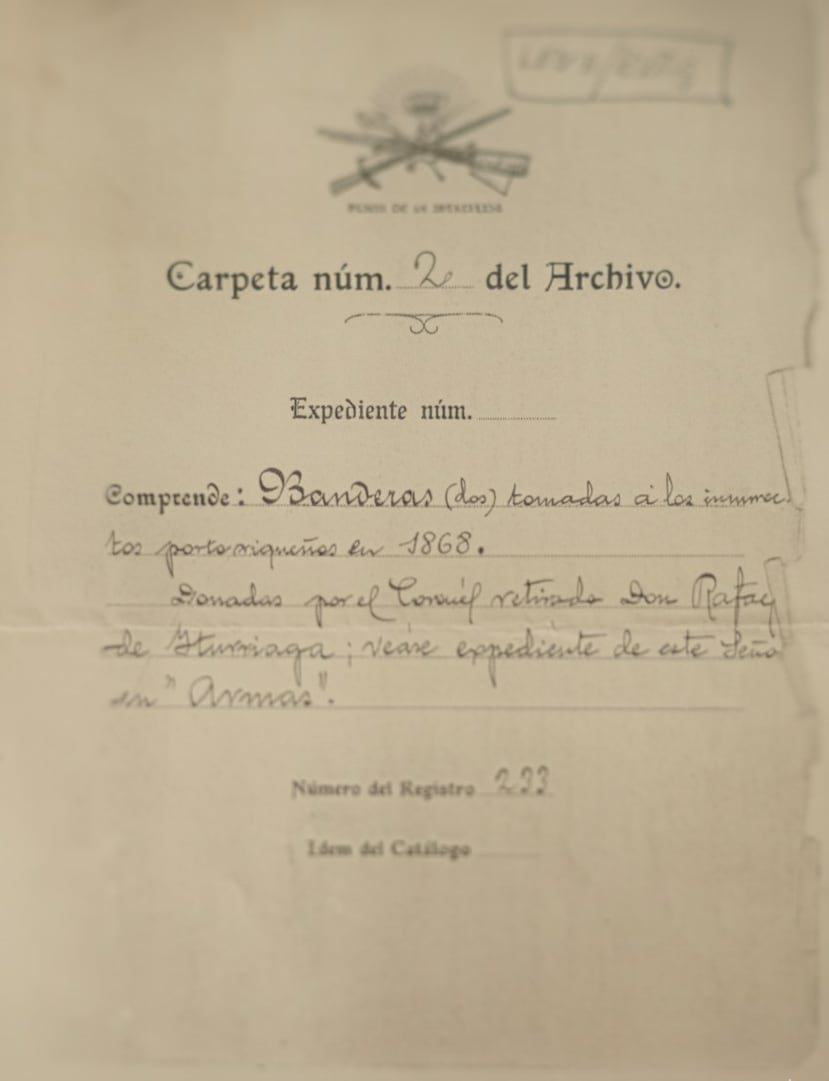 Carpeta núm. 2 del Archivo.
Expediente núm.
Comprende: Banderas (dos) tomadas á los insurrec
tos portorriqueños en 1868.
Donadas por el Coronel retirado Don Rafael
de Iturriaga; vease expediente de este Señor
en "Armas".
Número del Registro 233
Idem del Catálogo